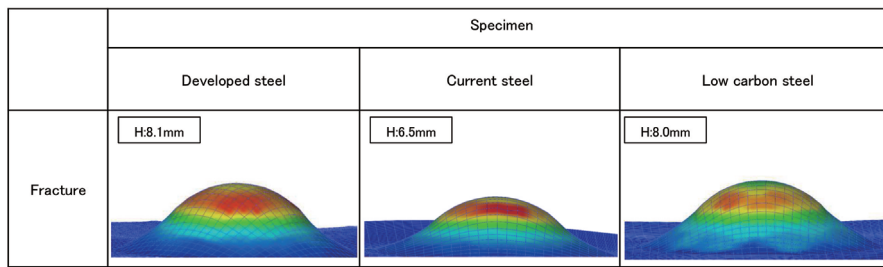 Specimen
Developed steel
Current steel
Low carbon steel
Fracture
H:8.1mm
H:6.5mm
H:8.0mm